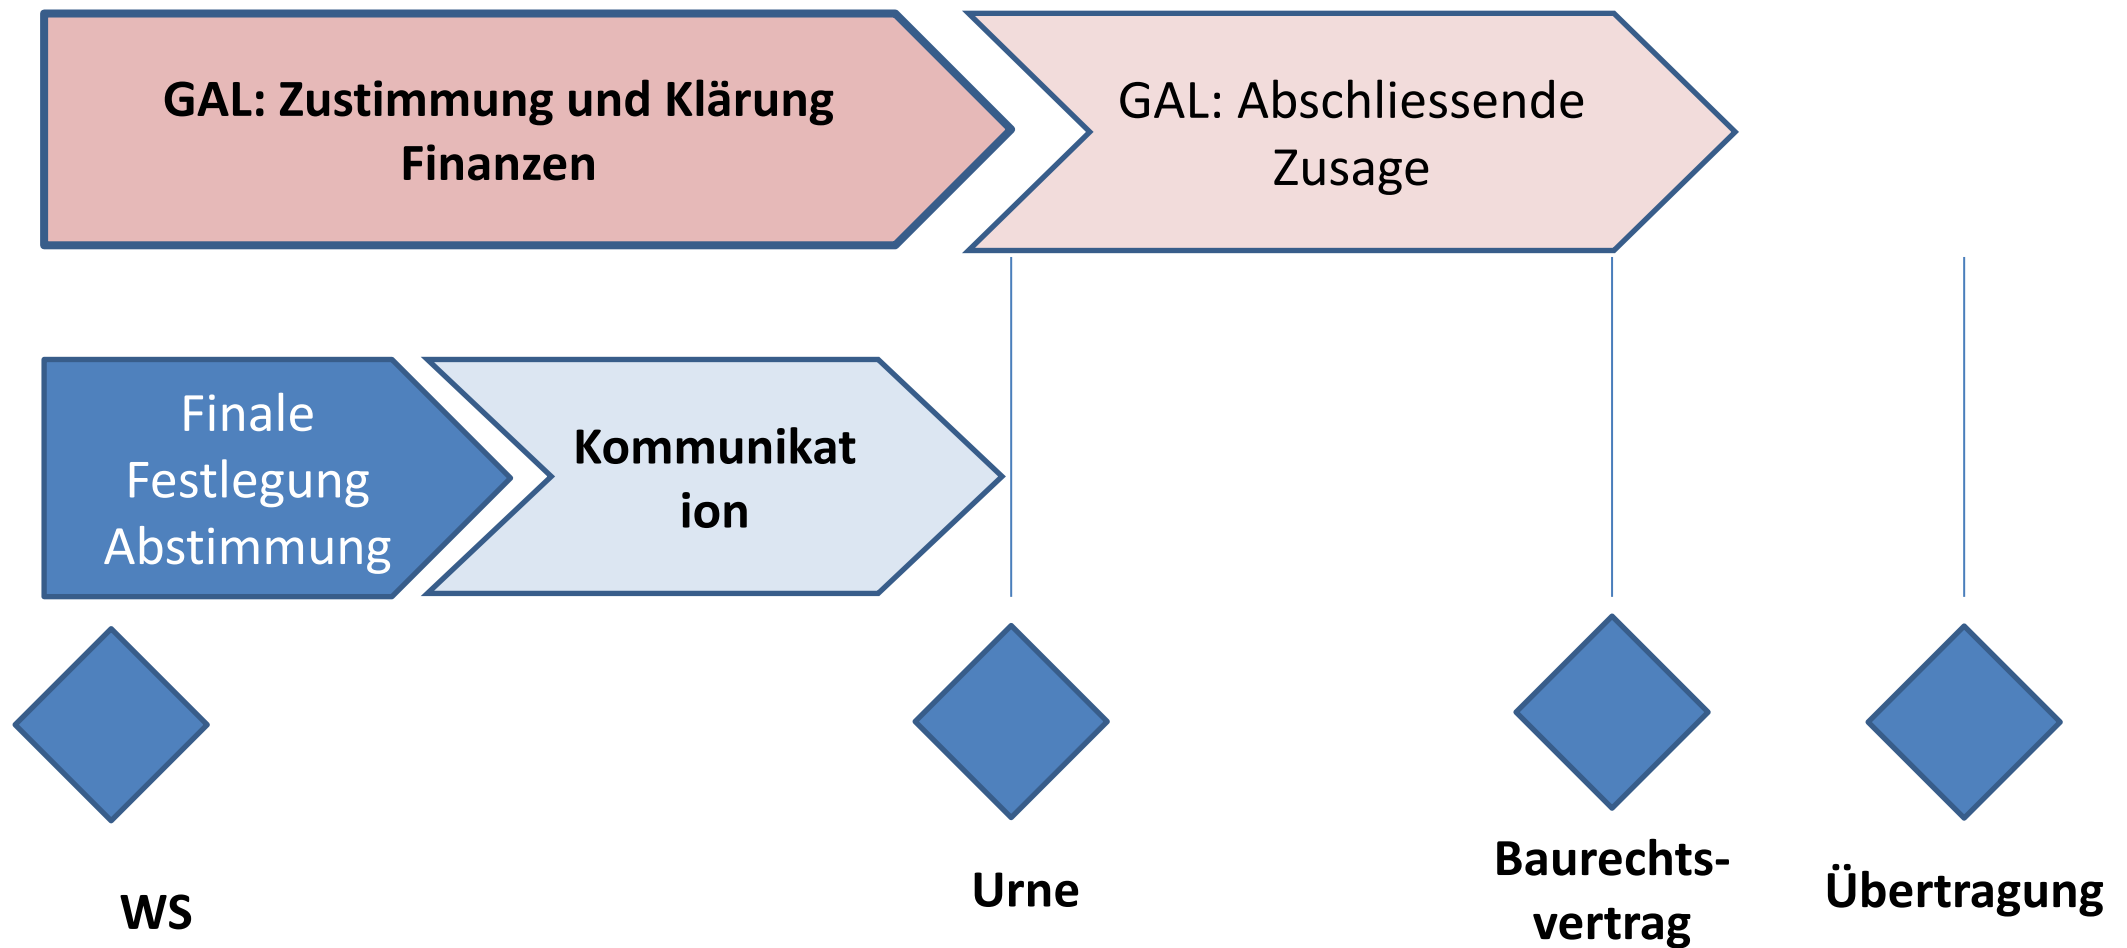 GAL: Zustimmung und Klärung
Finanzen
GAL: Abschliessende
Zusage
Finale
Festlegung
Abstimmung
Kommunikat
ion
WS
Urne
Baurechts-
vertrag
Übertragung